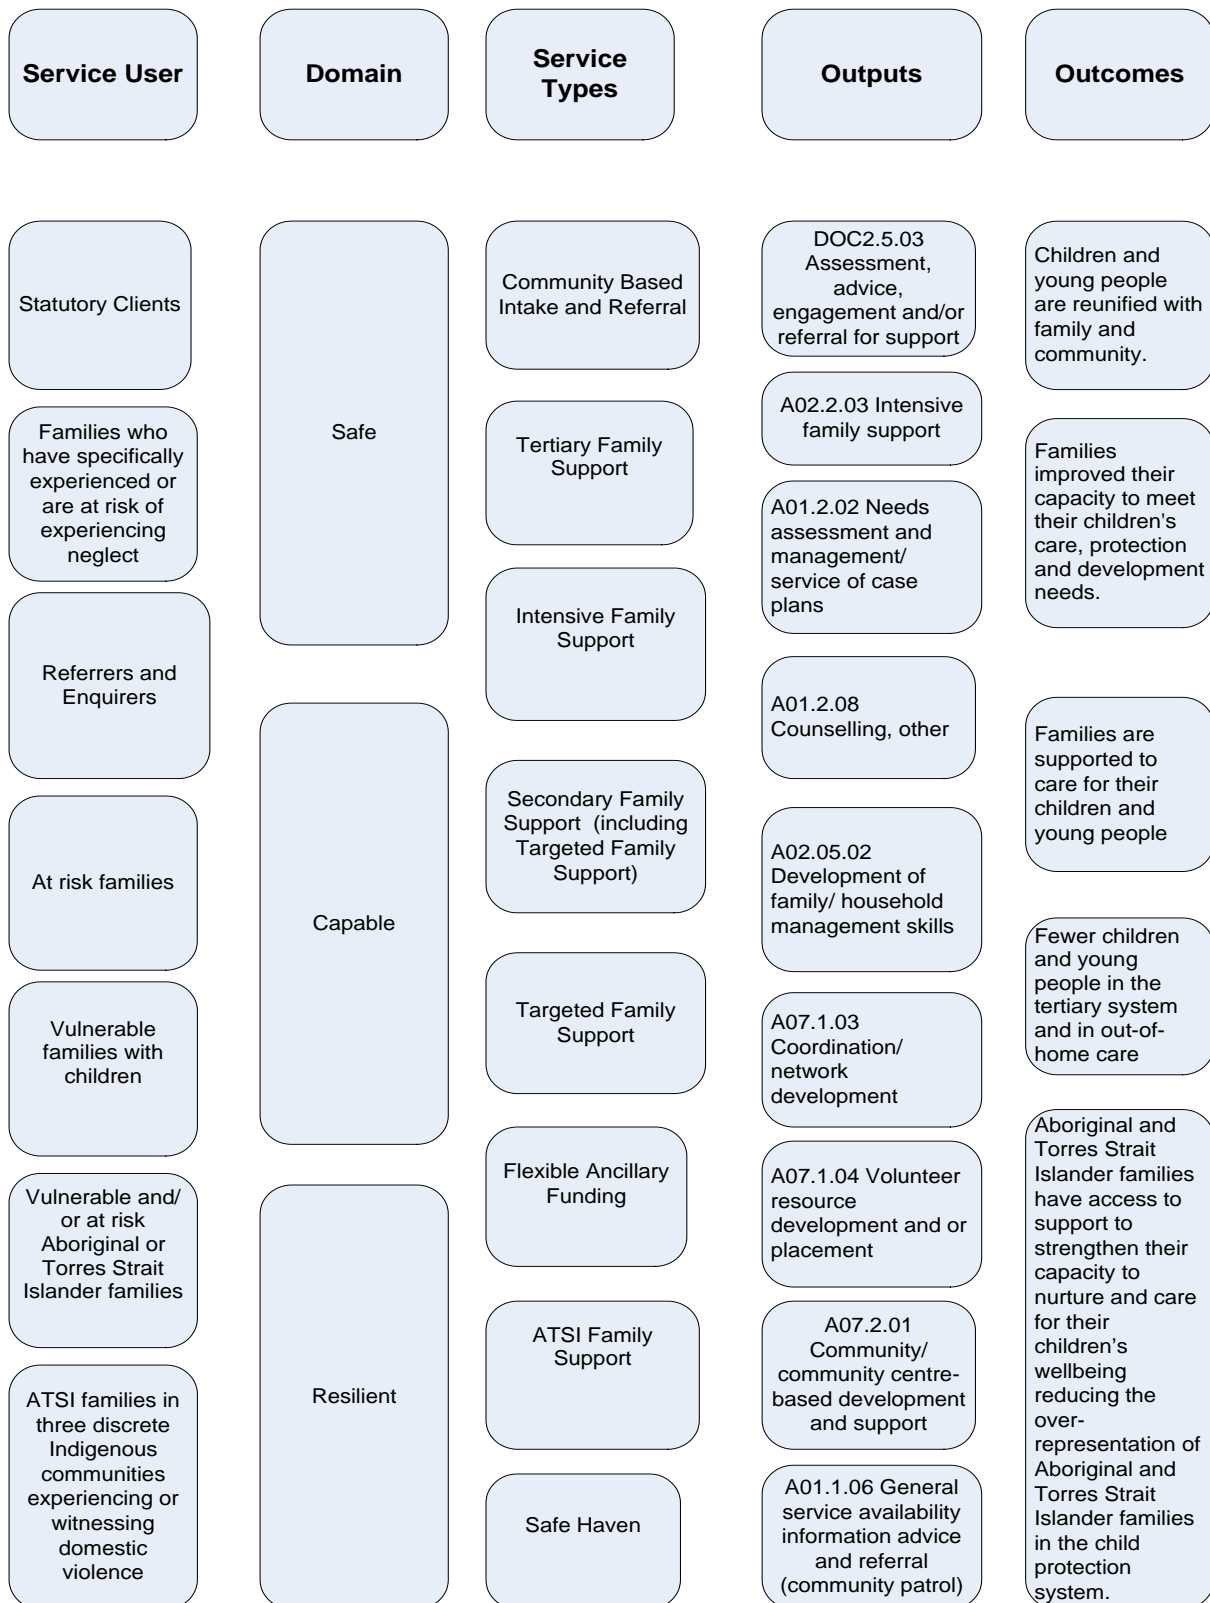 Service User
Domain
Service
Types
Outputs
Outcomes
Statutory Clients
Families who
have specifically
experienced or
are at risk of
experiencing
neglect
Referrers and
Enquirers
At risk families
Vulnerable
families with
children
Vulnerable and/
or at risk
Aboriginal or
Torres Strait
Islander families
ATSI families in
three discrete
Indigenous
communities
experiencing or
witnessing
domestic
violence
Safe
Capable
Resilient
Community Based
Intake and Referral
Tertiary Family
Support
Intensive Family
Support
Secondary Family
Support (including
Targeted Family
Support)
Targeted Family
Support
Flexible Ancillary
Funding
ATSI Family
Support
Safe Haven
DOC2.5.03
Assessment,
advice,
engagement and/or
referral for support
A02.2.03 Intensive
family support
A01.2.02 Needs
assessment and
management/
service of case
plans
A01.2.08
Counselling, other
A02.05.02
Development of
family/ household
management skills
A07.1.03
Coordination/
network
development
A07.1.04 Volunteer
resource
development and or
placement
A07.2.01
Community/
community centre-
based development
and support
A01.1.06 General
service availability
information advice
and referral
(community patrol)
Children and
young people
are reunified with
family and
community.
Families
improved their
capacity to meet
their children's
care, protection
and development
needs.
Families are
supported to
care for their
children and
young people
Fewer children
and young
people in the
tertiary system
and in out-of-
home care
Aboriginal and
Torres Strait
Islander families
have access to
support to
strengthen their
capacity to
nurture and care
for their
children’s
wellbeing
reducing the
over-
representation of
Aboriginal and
Torres Strait
Islander families
in the child
protection
system.